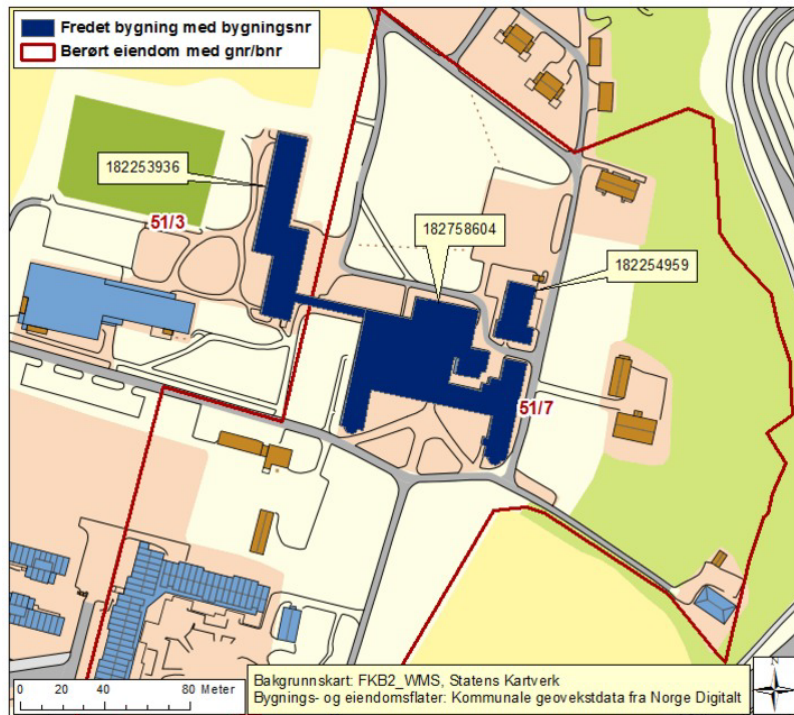 Fredet bygning med bygningsnr
Berørt eiendom med gnr/bnr
182253936
51/3
182758604
182254959
51/7
Bakgrunnskart: FKB2_WMS, Statens Kartverk
Bygnings- og eiendomsflater: Kommunale geovekstdata fra Norge Digitalt
0 20 40 80 Meter
N